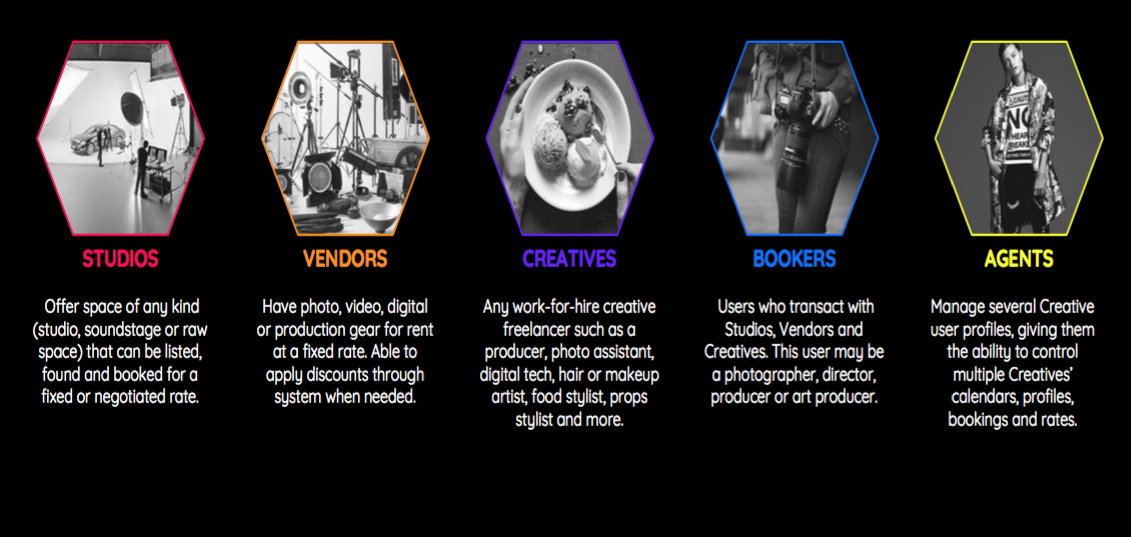 STUDIOS
Offer space of any kind
(studio, soundstage or raw
space) that can be listed,
found and booked for a
fixed or negotiated rate.
VENDORS
Have photo, video, digital
or production gear for rent
at a fixed rate. Able to
apply discounts through
system when needed.
CREATIVES
Any work-for-hire creative
freelancer such as a
producer, photo assistant,
digital tech, hair or makeup
artist, food stylist, props
stylist and more.
BOOKERS
Users who transact with
Studios, Vendors and
Creatives. This user may be
a photographer, director,
producer or art producer.
NO
HEAR
BREAK
AGENTS
Manage several Creative
user profiles, giving them
the ability to control
multiple Creatives’
calendars, profiles,
bookings and rates.